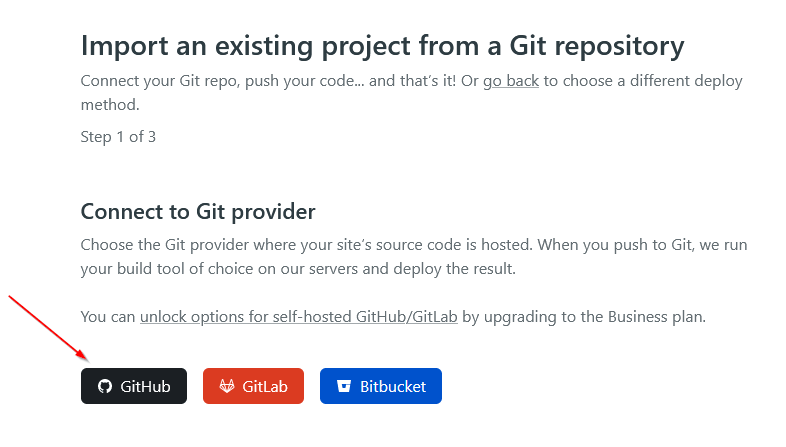 Import an existing project from a Git repository
Connect your Git repo, push your code... and that's it! Or go back to choose a different deploy
method.
Step 1 of 3
Connect to Git provider
Choose the Git provider where your site's source code is hosted. When you push to Git, we run
your build tool of choice on our servers and deploy the result.
You can unlock options for self-hosted GitHub/GitLab by upgrading to the Business plan.
GitHub GitLab Bitbucket